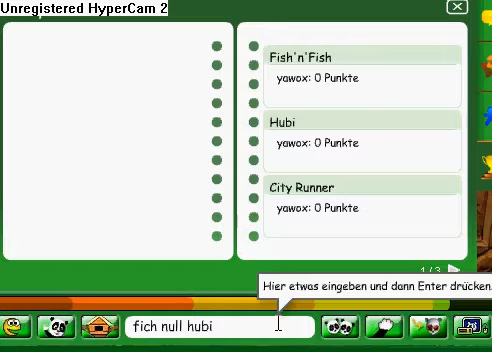 Unregistered HyperCam 2
Fish'n'Fish
yawox: 0 Punkte
Hubi
yawox: 0 Punkte
City Runner
yawox: 0 Punkte
1 / 3
Hier etwas eingeben und dann Enter drücken.
fich null hubi